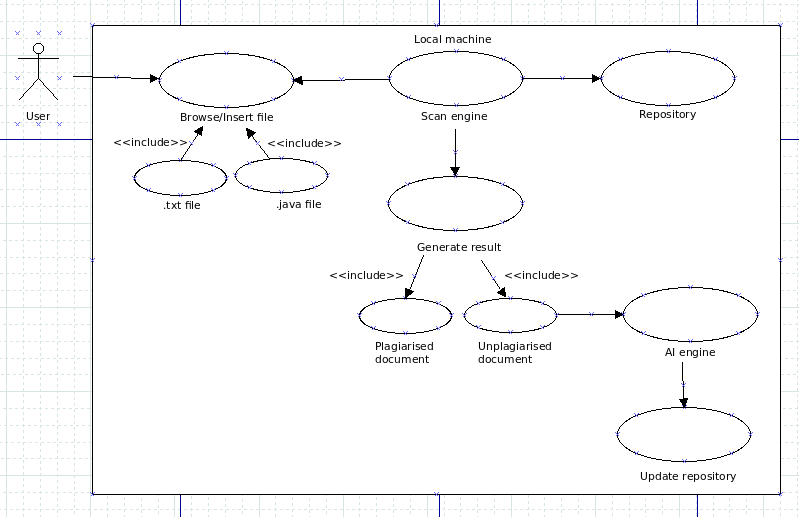 Local machine
User
Browse/Insert file
Scan engine
Repository
<<include>>
<<include>>
.txt file
.java file
Generate result
<<include>>
<<include>>
Plagiarised
document
Unplagiarised
document
AI engine
Update repository